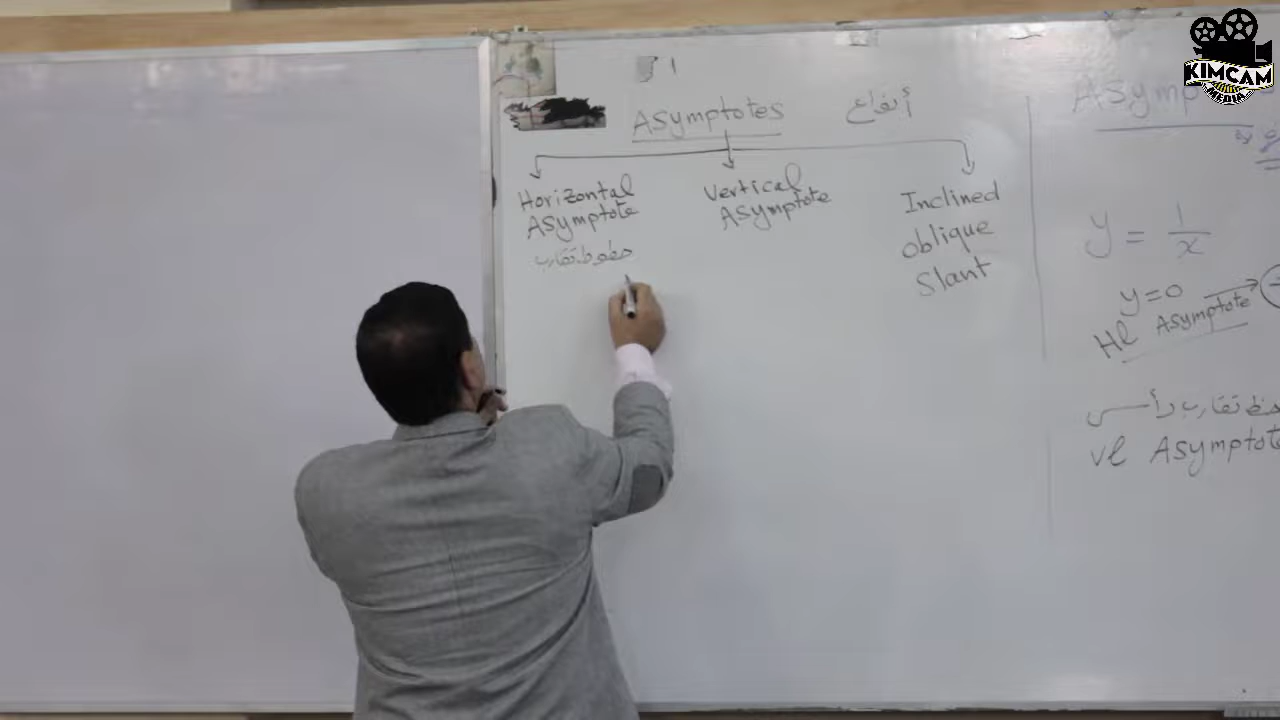 Asymptotes أنواع
Horizontal
Asymptote
خطوط تقارب
Vertical
Asymptote
Inclined
oblique
Slant
Asymp
y = 1/x
y=0
Hl Asymptote
خط تقارب رأسى
vl Asymptote
KIMCAM
MEDIA